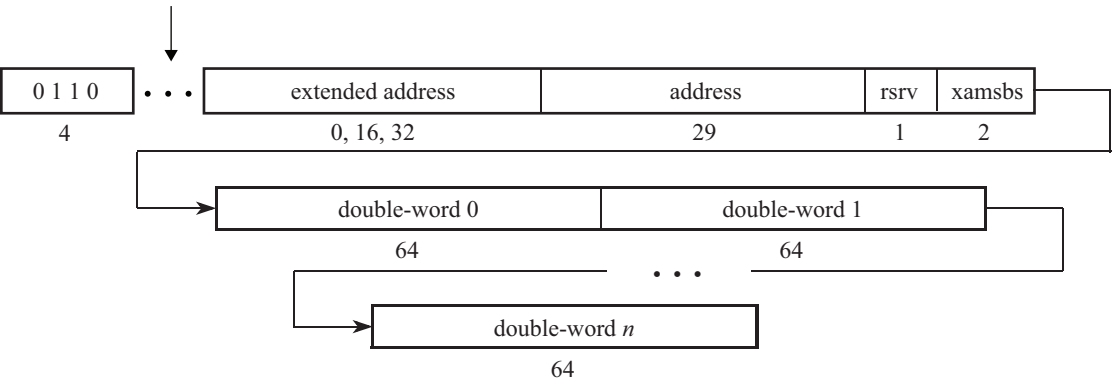 0 1 1 0 • • • extended address address rsrv xamsbs
4 0, 16, 32 29 1 2
double-word 0 double-word 1
64 64
• • •
double-word n
64